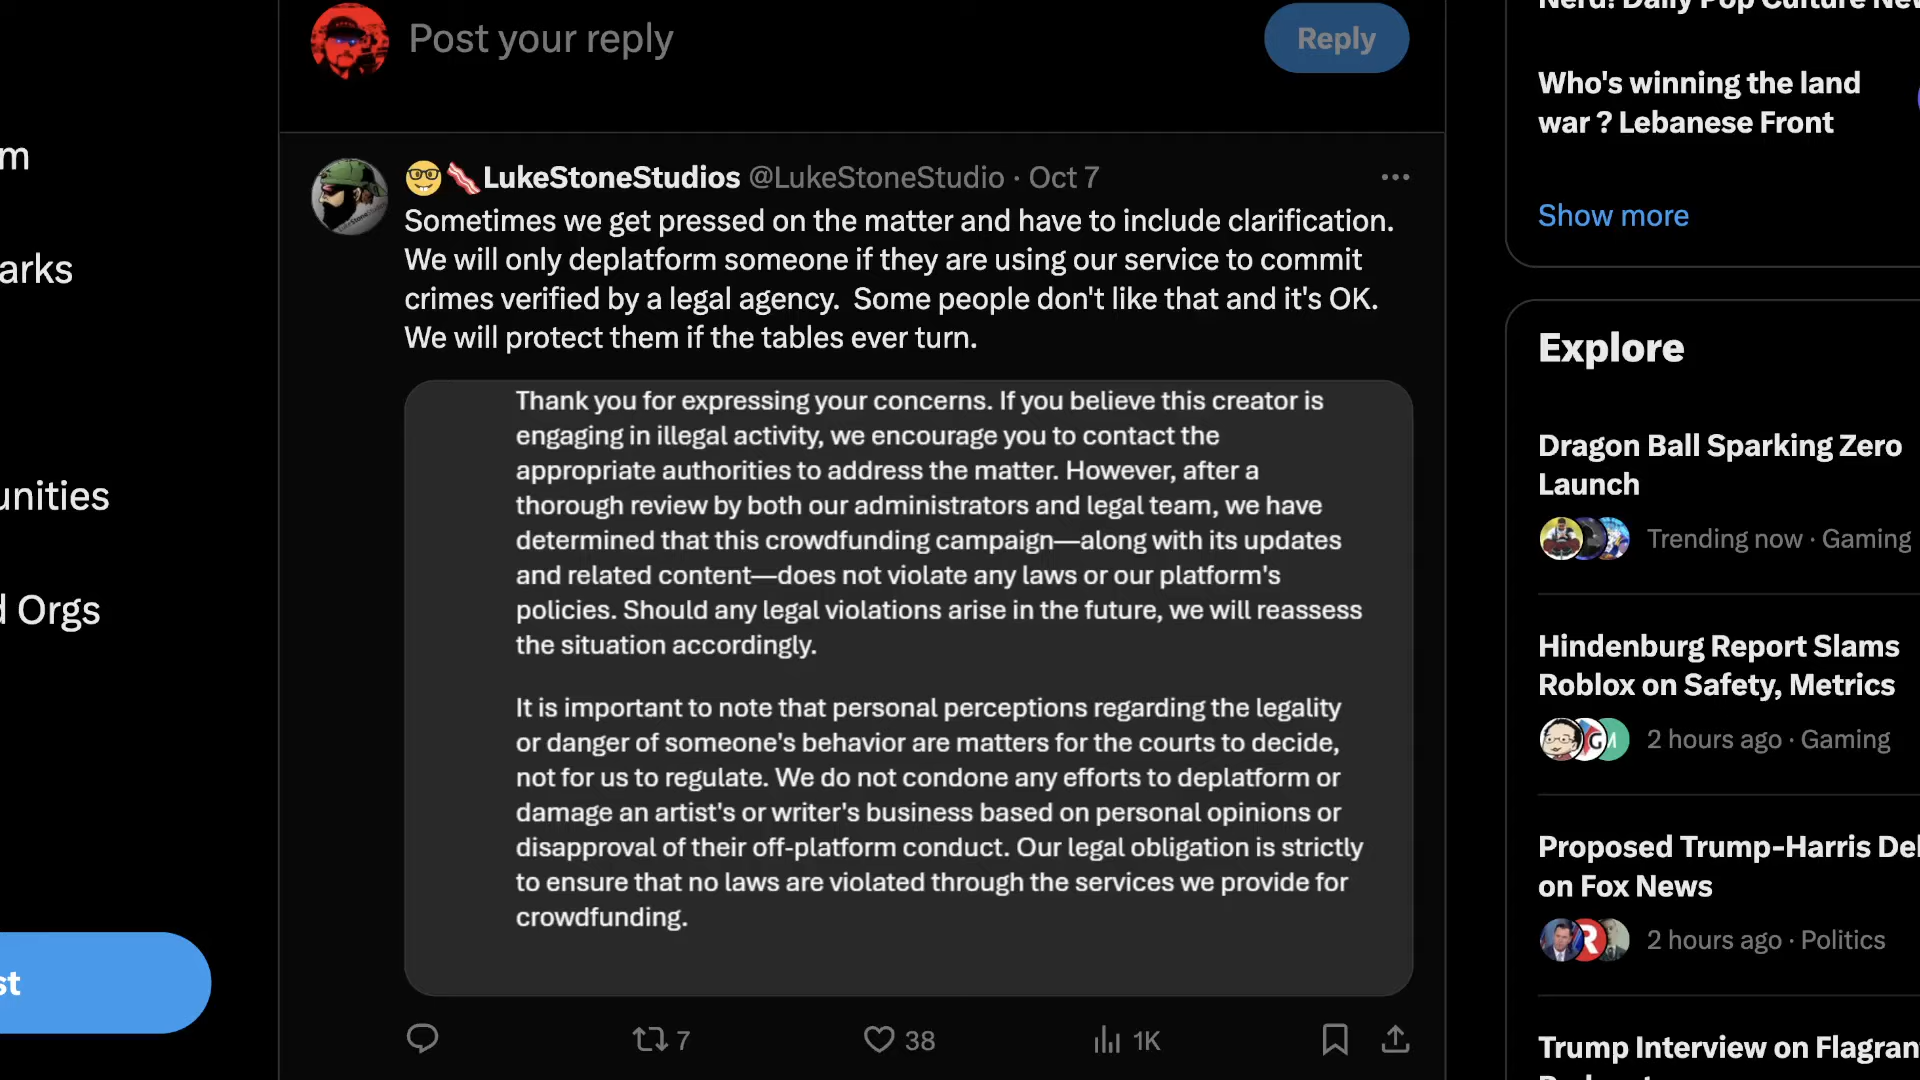 Post your reply
Reply
m
arks
unities
d Orgs
st
LukeStoneStudios @LukeStoneStudio · Oct 7
Sometimes we get pressed on the matter and have to include clarification.
We will only deplatform someone if they are using our service to commit
crimes verified by a legal agency. Some people don't like that and it's OK.
We will protect them if the tables ever turn.
Thank you for expressing your concerns. If you believe this creator is
engaging in illegal activity, we encourage you to contact the
appropriate authorities to address the matter. However, after a
thorough review by both our administrators and legal team, we have
determined that this crowdfunding campaign—along with its updates
and related content—does not violate any laws or our platform's
policies. Should any legal violations arise in the future, we will reassess
the situation accordingly.
It is important to note that personal perceptions regarding the legality
or danger of someone's behavior are matters for the courts to decide,
not for us to regulate. We do not condone any efforts to deplatform or
damage an artist's or writer's business based on personal opinions or
disapproval of their off-platform conduct. Our legal obligation is strictly
to ensure that no laws are violated through the services we provide for
crowdfunding.
7
38
1K
Nerd! Daily Pop Culture New
Who's winning the land
war ? Lebanese Front
Show more
Explore
Dragon Ball Sparking Zero
Launch
Trending now · Gaming
Hindenburg Report Slams
Roblox on Safety, Metrics
2 hours ago · Gaming
Proposed Trump-Harris Del
on Fox News
2 hours ago · Politics
Trump Interview on Flagran